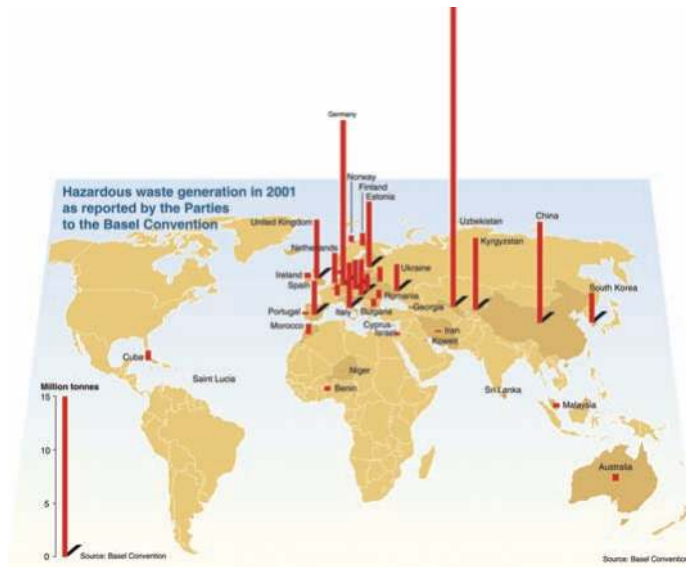 Germany
Norway
Finland
Estonia
Hazardous waste generation in 2001
as reported by the Parties
to the Basel Convention
United Kingdom
Uzbekistan
China
Kyrgyzstan
Netherlands
Ireland
Spain
Ukraine
South Korea
Romania
Georgia
Portugal
Italy
Bulgaria
Morocco
Cyprus
Israel
Iran
Kuweit
Cuba
Saint Lucia
Niger
Benin
Sri Lanka
Malaysia
Million tonnes
15
10
5
0
Australia
Source: Basel Convention
Source: Basel Convention